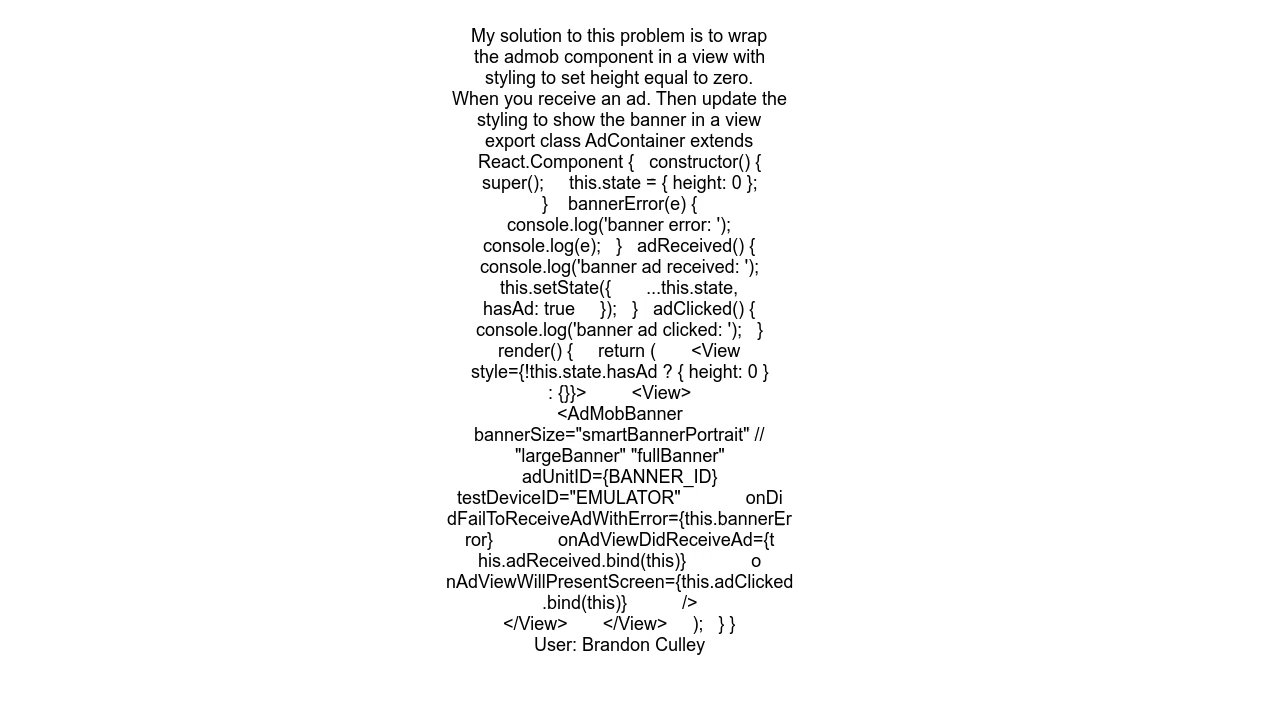 My solution to this problem is to wrap
the admob component in a view with
styling to set height equal to zero.
When you receive an ad. Then update the
styling to show the banner in a view
export class AdContainer extends
React.Component {   constructor() {
super();     this.state = { height: 0 };
}    bannerError(e) {
console.log('banner error: ');
console.log(e);   }   adReceived() {
console.log('banner ad received: ');
this.setState({       ...this.state,
hasAd: true     });   }   adClicked() {
console.log('banner ad clicked: ');   }
render() {     return (       <View
style={!this.state.hasAd ? { height: 0 }
: {}}>         <View>
<AdMobBanner
bannerSize="smartBannerPortrait" //
"largeBanner" "fullBanner"
adUnitID={BANNER_ID}
testDeviceID="EMULATOR"             onDi
dFailToReceiveAdWithError={this.bannerEr
ror}             onAdViewDidReceiveAd={t
his.adReceived.bind(this)}             o
nAdViewWillPresentScreen={this.adClicked
.bind(this)}           />
</View>       </View>     );   } }
User: Brandon Culley